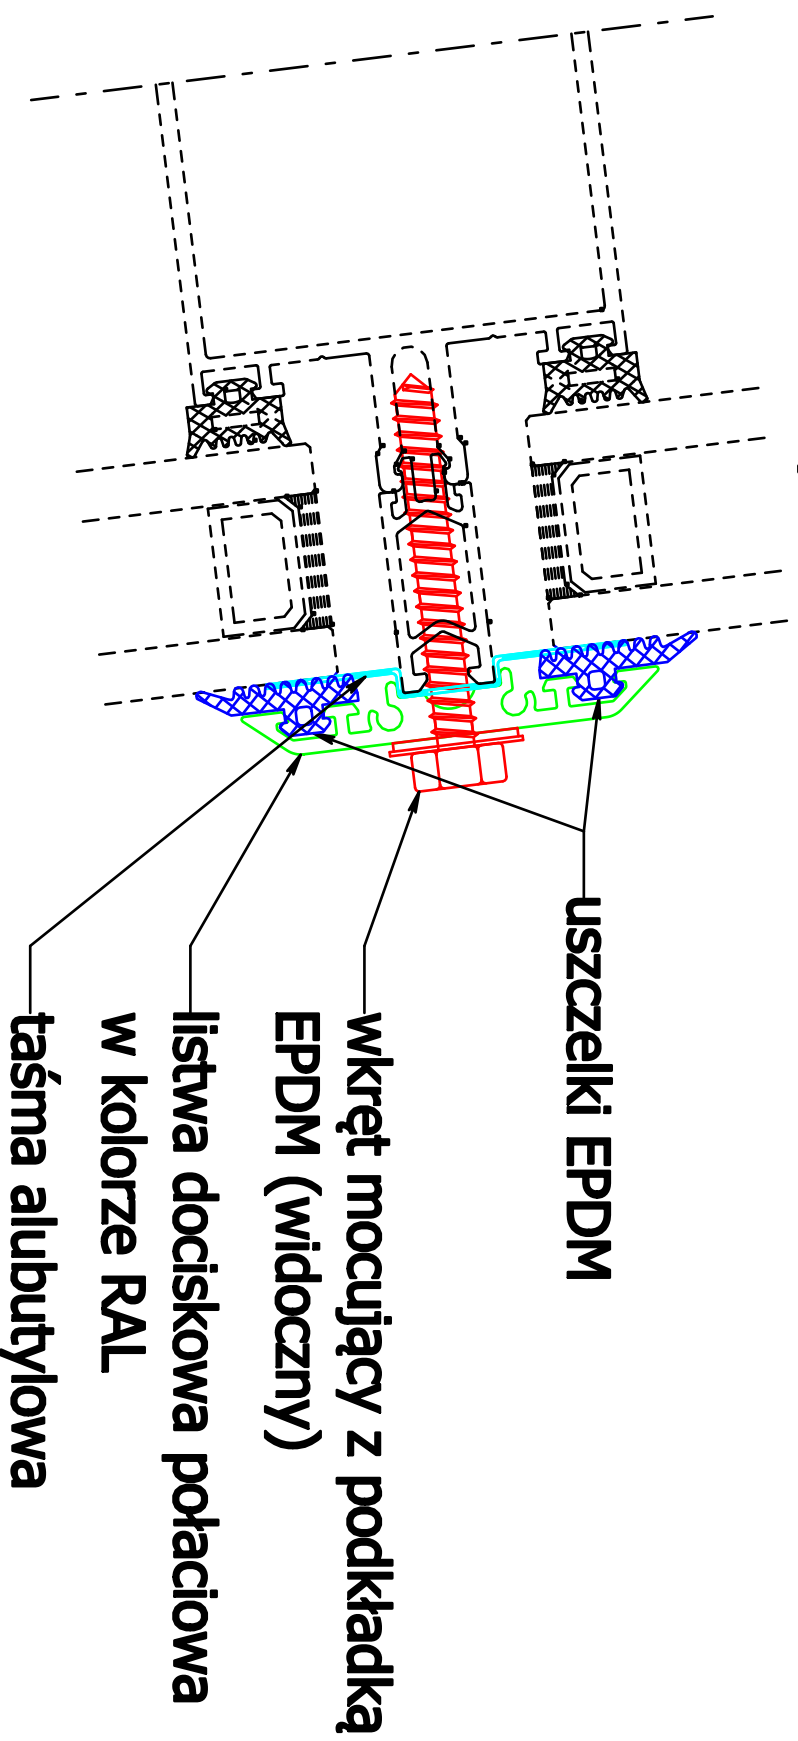 uszczelki EPDM
wkręt mocujący z podkładką
EPDM (widoczny)
listwa dociskowa połaciowa
w kolorze RAL
taśma alubutylowa